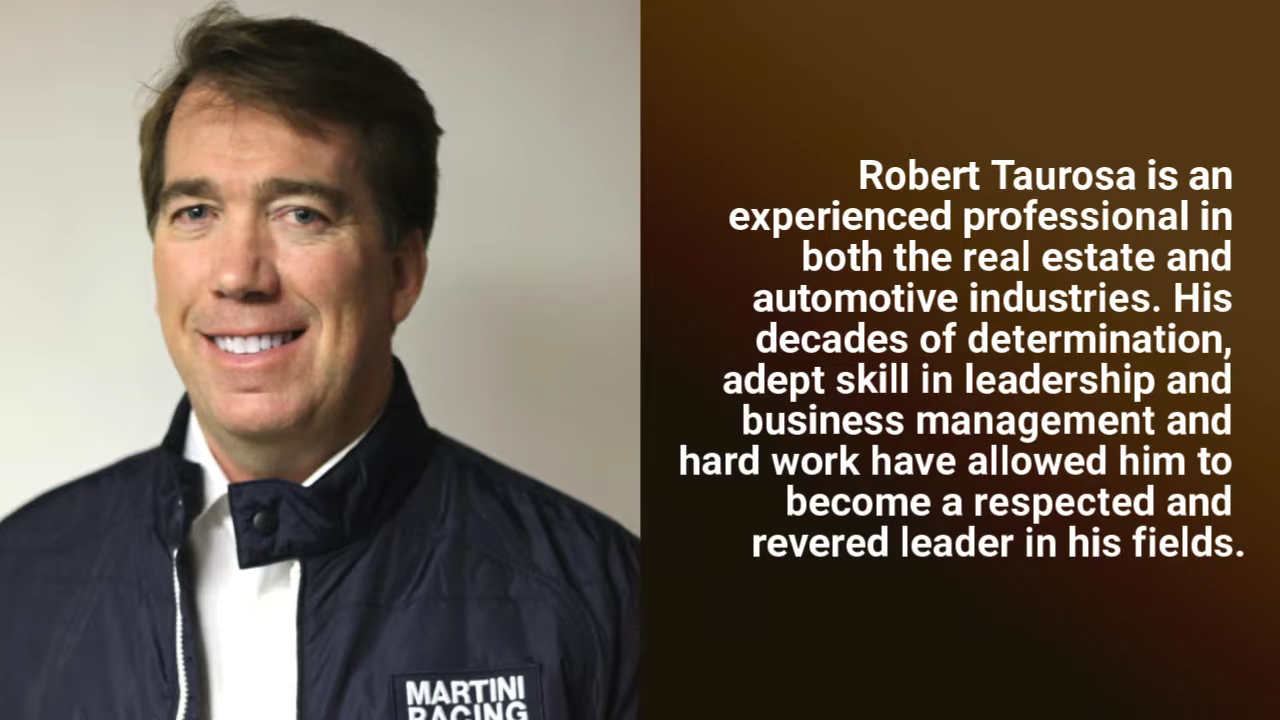 Robert Taurosa is an
experienced professional in
both the real estate and
automotive industries. His
decades of determination,
adept skill in leadership and
business management and
hard work have allowed him to
become a respected and
revered leader in his fields.
MARTINI
RACING